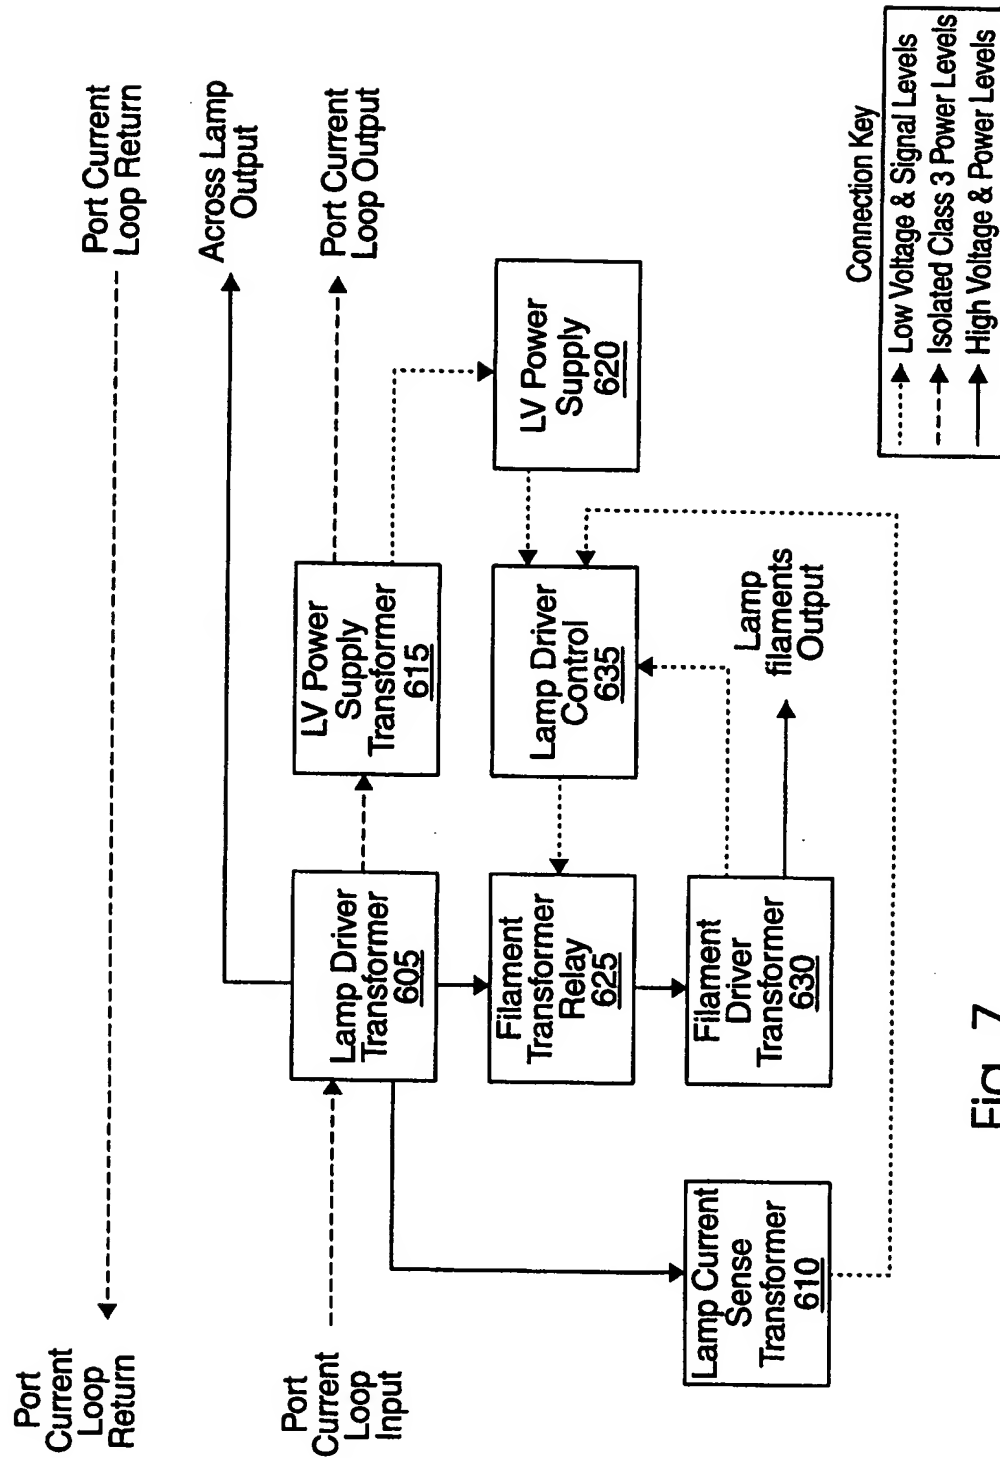 Port
Current
Loop
Return
Port Current
Loop Return
Across Lamp
Output
Port
Current
Loop
Input
Lamp Driver
Transformer
605
LV Power
Supply
Transformer
615
Port Current
Loop Output
Filament
Transformer
Relay
625
Lamp Driver
Control
635
LV Power
Supply
620
Lamp Current
Sense
Transformer
610
Filament
Driver
Transformer
630
Lamp
filaments
Output
Connection Key
Low Voltage & Signal Levels
Isolated Class 3 Power Levels
High Voltage & Power Levels
Fig. 7